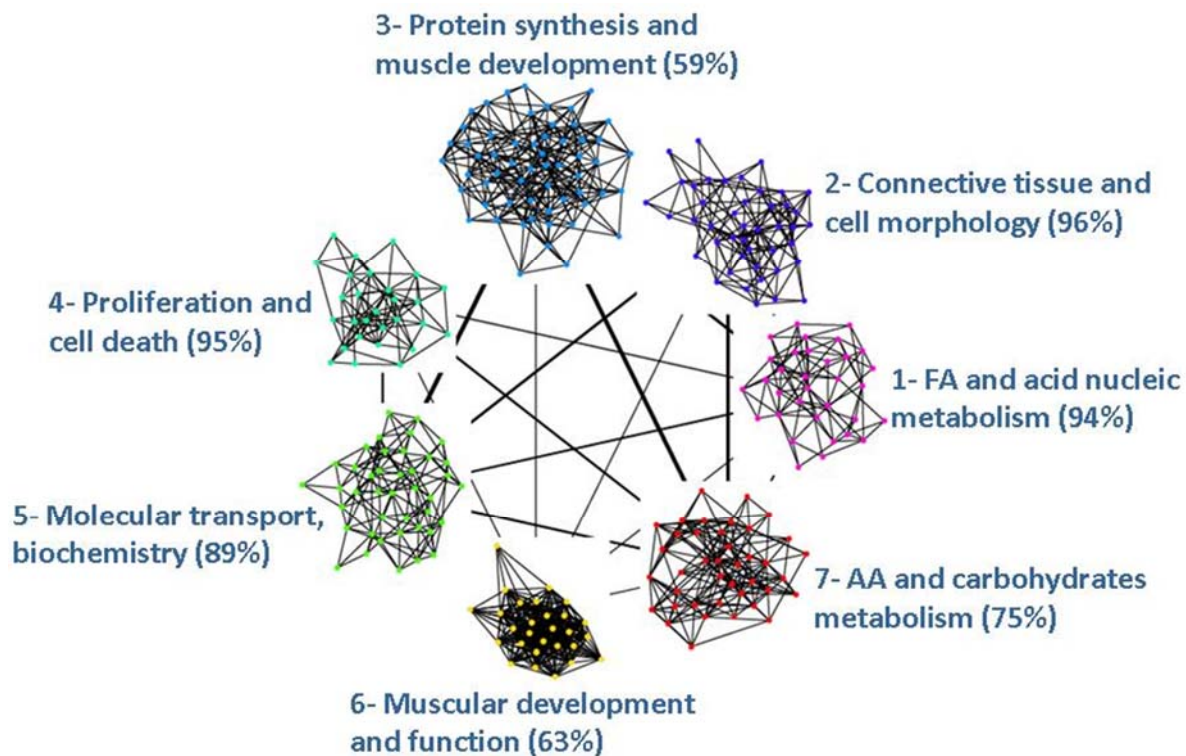 3- Protein synthesis and
muscle development (59%)
2- Connective tissue and
cell morphology (96%)
4- Proliferation and
cell death (95%)
1- FA and acid nucleic
metabolism (94%)
5- Molecular transport,
biochemistry (89%)
7- AA and carbohydrates
metabolism (75%)
6- Muscular development
and function (63%)